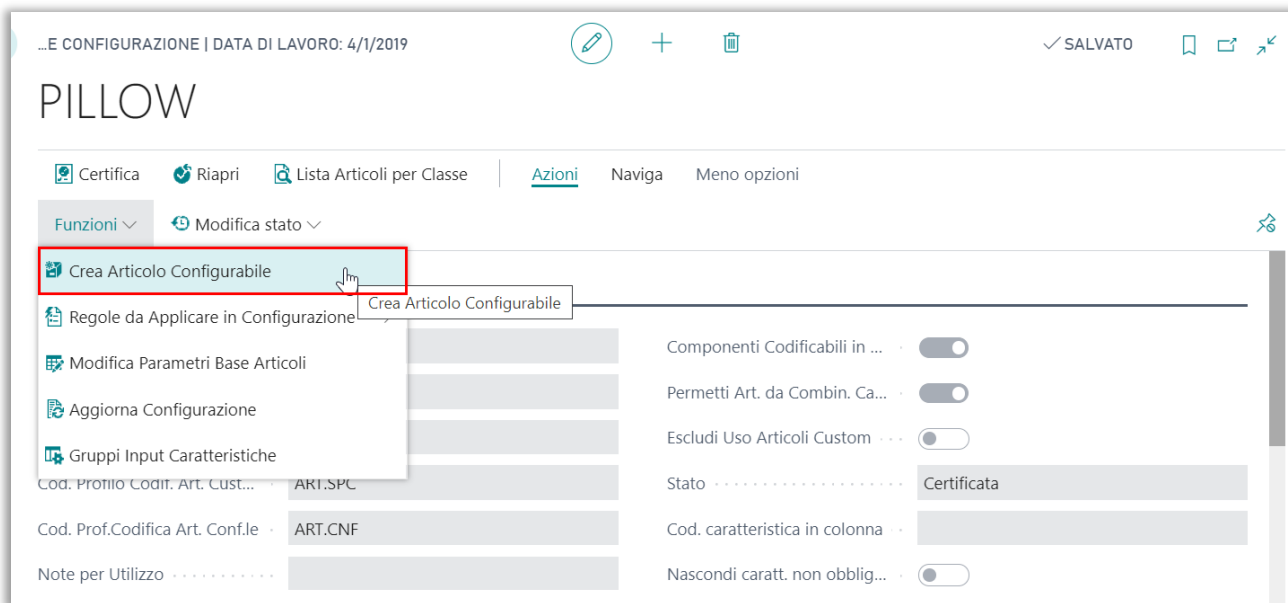 …E CONFIGURAZIONE | DATA DI LAVORO: 4/1/2019
SALVATO
PILLOW
Certifica Riapri Lista Articoli per Classe Azioni Naviga Meno opzioni
Funzioni Modifica stato
Crea Articolo Configurabile
Crea Articolo Configurabile
Regole da Applicare in Configurazione
Modifica Parametri Base Articoli
Aggiorna Configurazione
Gruppi Input Caratteristiche
Cod. Profilo Codif. Art. Cust... ART.SPC
Cod. Prof.Codifica Art. Conf.le ART.CNF
Note per Utilizzo
Componenti Codificabili in ...
Permetti Art. da Combin. Ca...
Escludi Uso Articoli Custom
Stato Certificata
Cod. caratteristica in colonna
Nascondi caratt. non obblig...